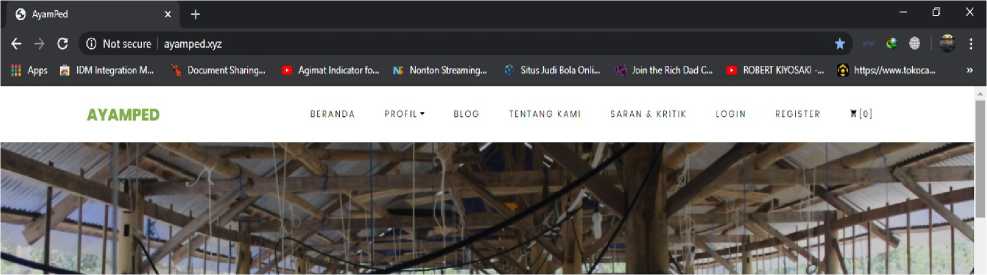 AyamPed
Not secure ayamped.xyz
Apps IDM Integration M... Document Sharing... Agimat Indicator fo... Nonton Streaming... Situs Judi Bola Onli... Join the Rich Dad C... ROBERT KIYOSAKI -... https://www.tokoca... »
AYAMPED BERANDA PROFIL BLOG TENTANG KAMI SARAN & KRITIK LOGIN REGISTER [0]